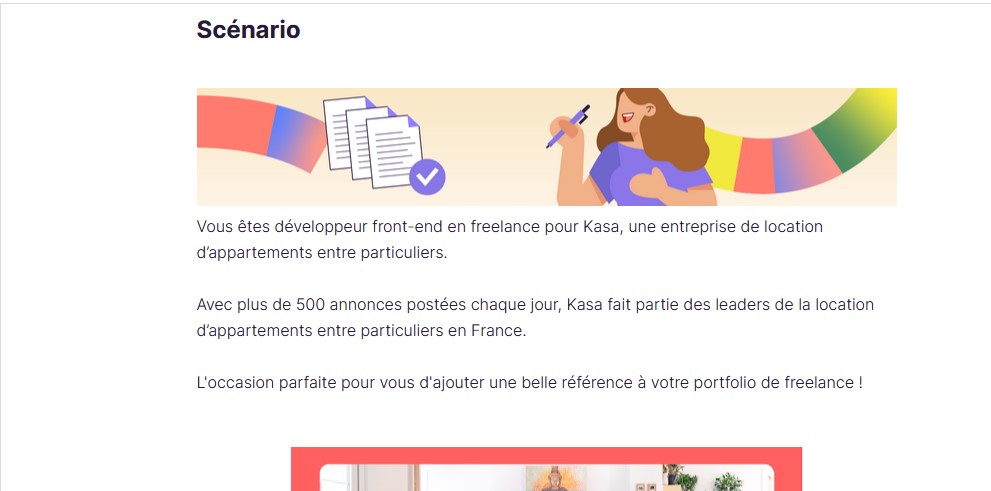 Scénario
Vous êtes développeur front-end en freelance pour Kasa, une entreprise de location
d’appartements entre particuliers.
Avec plus de 500 annonces postées chaque jour, Kasa fait partie des leaders de la location
d’appartements entre particuliers en France.
L'occasion parfaite pour vous d'ajouter une belle référence à votre portfolio de freelance !